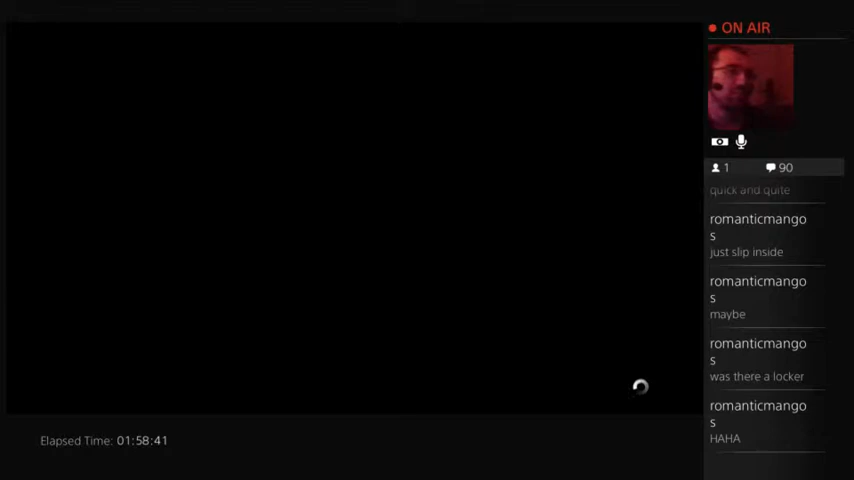 ON AIR
1 90
quick and quite
romanticmango
s
just slip inside
romanticmango
s
maybe
romanticmango
s
was there a locker
romanticmango
s
HAHA
Elapsed Time: 01:58:41